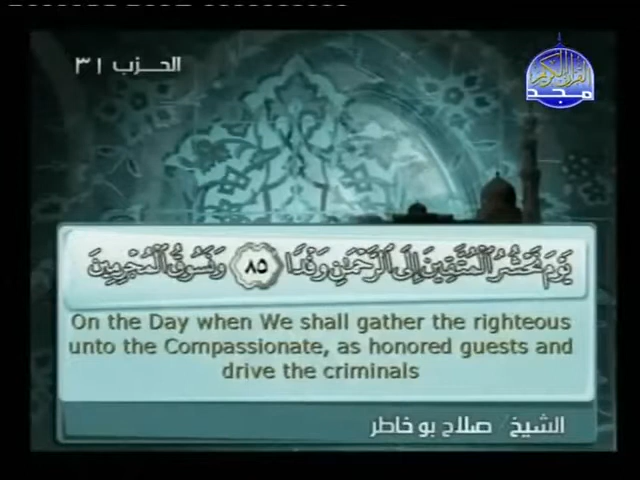 الحزب ٣١
القرآن الكريم
مجد
يَوْمَ نَحْشُرُ الْمُتَّقِينَ إِلَى الرَّحْمَٰنِ وَفْدًا ٨٥ وَنَسُوقُ الْمُجْرِمِينَ
On the Day when We shall gather the righteous
unto the Compassionate, as honored guests and
drive the criminals
الشيخ / صلاح بو خاطر